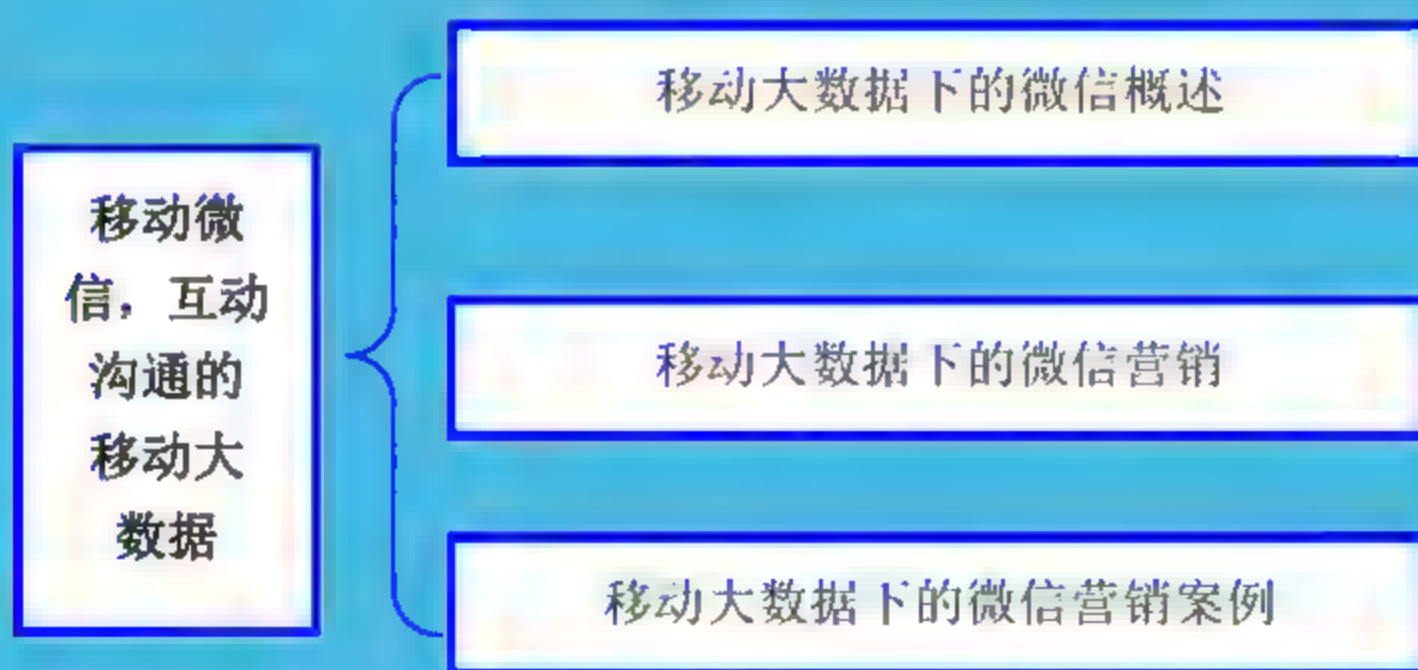 移动微
信，互动
沟通的
移动大
数据
移动大数据下的微信概述
移动大数据下的微信营销
移动大数据下的微信营销案例